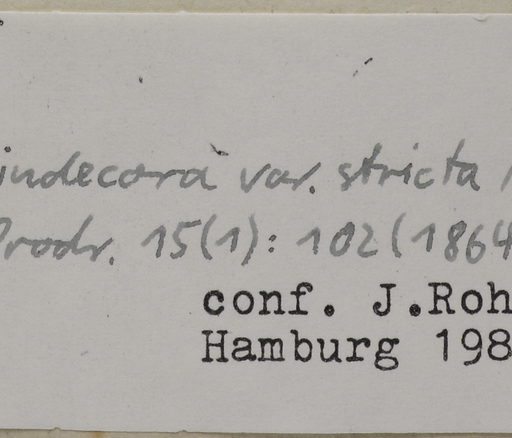 indecora var. stricta
Prodr. 15(1): 102 (1864
conf. J.Roh
Hamburg 198